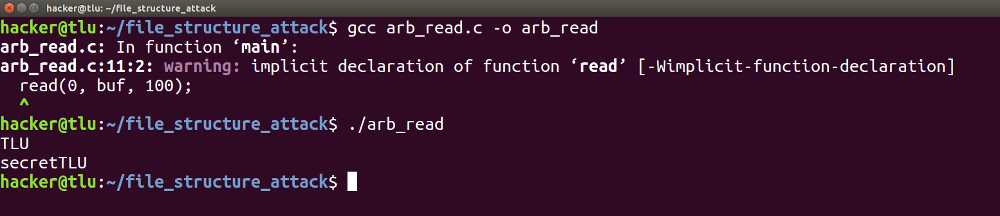 hacker@tlu: ~/file_structure_attack
hacker@tlu:~/file_structure_attack$ gcc arb_read.c -o arb_read
arb_read.c: In function ‘main’:
arb_read.c:11:2: warning: implicit declaration of function ‘read’ [-Wimplicit-function-declaration]
  read(0, buf, 100);
  ^
hacker@tlu:~/file_structure_attack$ ./arb_read
TLU
secretTLU
hacker@tlu:~/file_structure_attack$